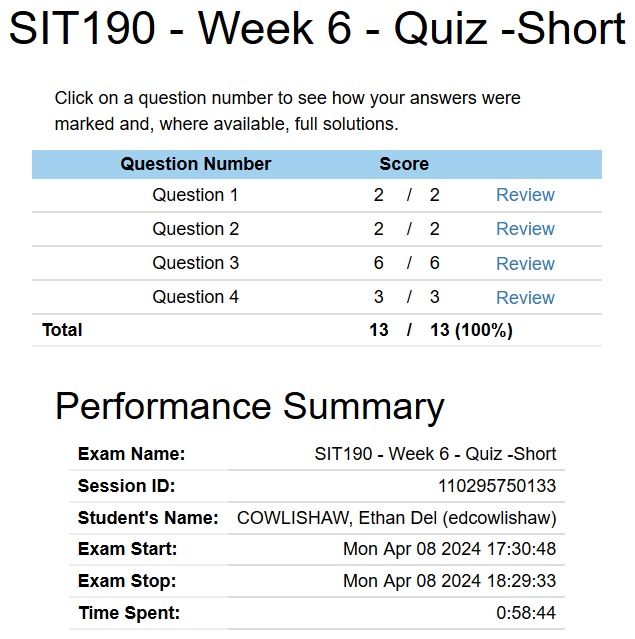 SIT190 - Week 6 - Quiz -Short
Click on a question number to see how your answers were
marked and, where available, full solutions.
Question Number Score
Question 1 2 / 2 Review
Question 2 2 / 2 Review
Question 3 6 / 6 Review
Question 4 3 / 3 Review
Total 13 / 13 (100%)
Performance Summary
Exam Name: SIT190 - Week 6 - Quiz -Short
Session ID: 110295750133
Student's Name: COWLISHAW, Ethan Del (edcowlishaw)
Exam Start: Mon Apr 08 2024 17:30:48
Exam Stop: Mon Apr 08 2024 18:29:33
Time Spent: 0:58:44